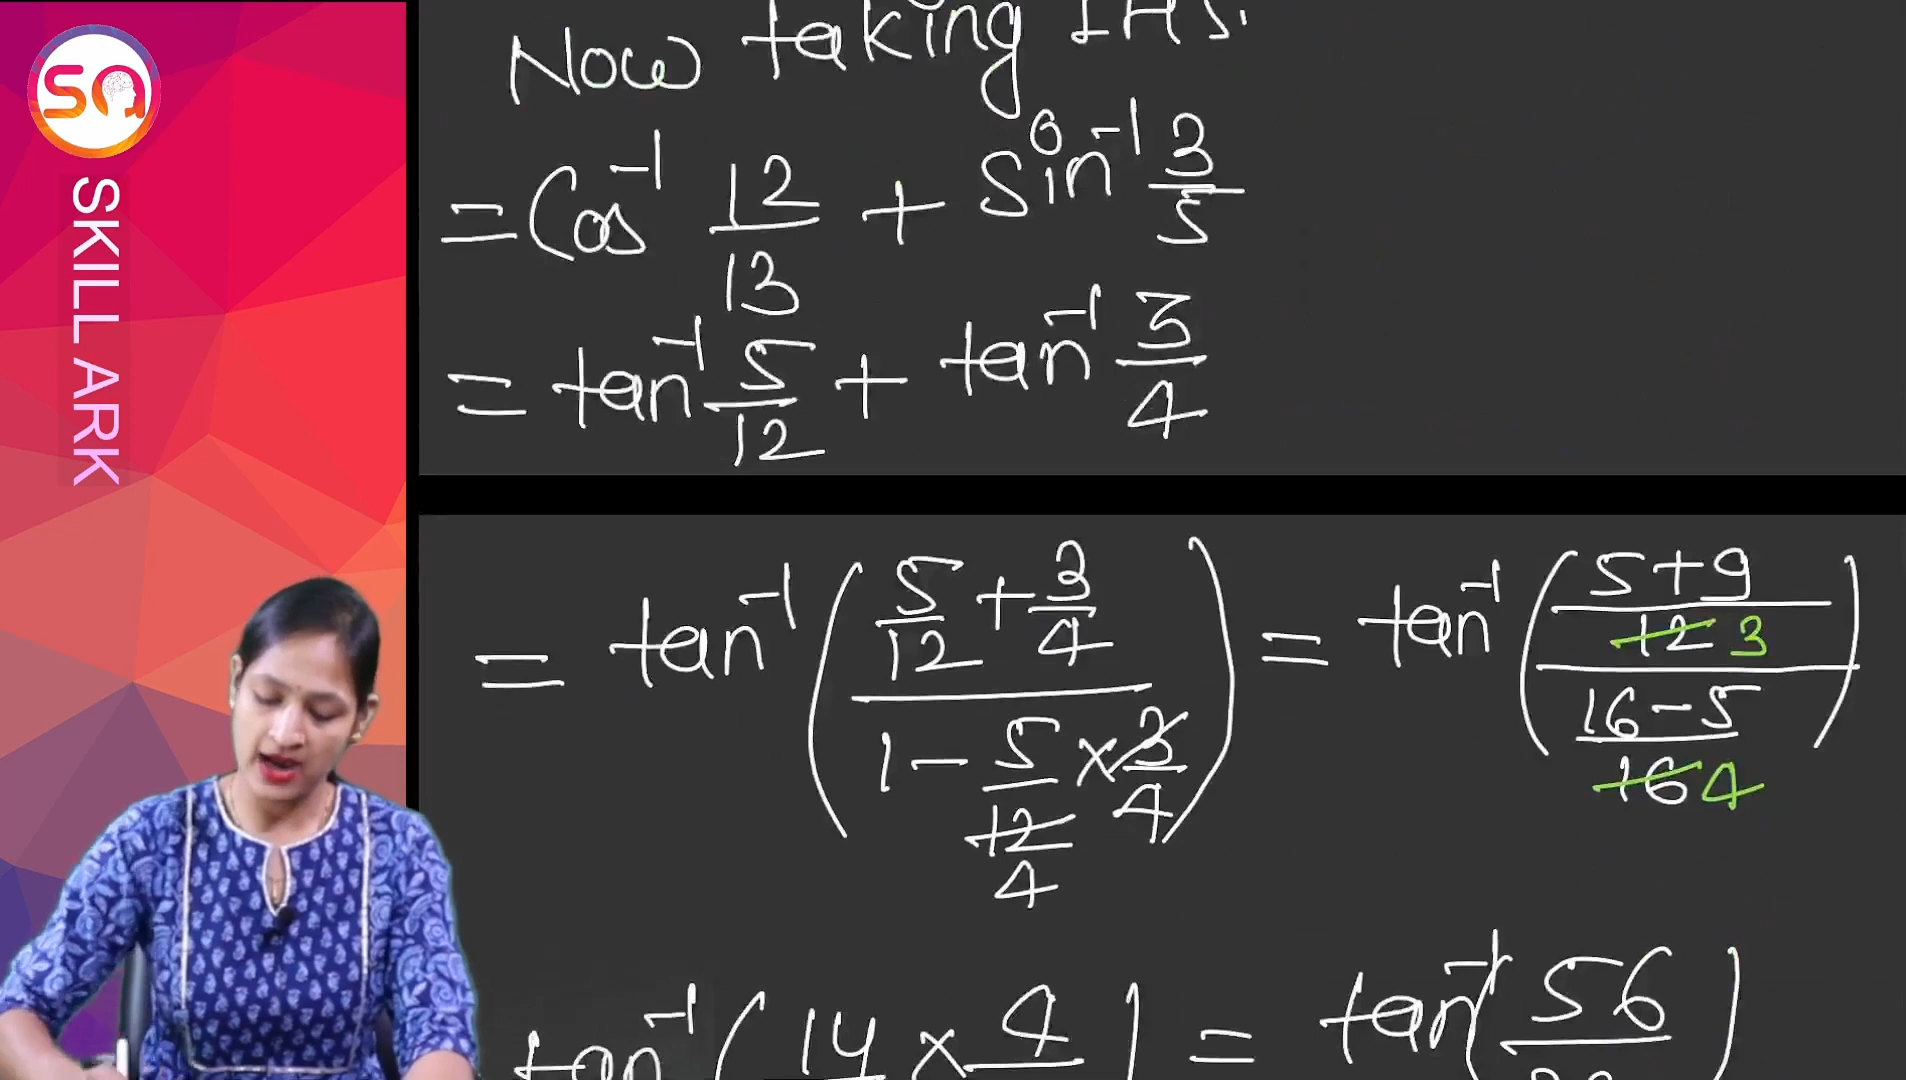 SA
SKILL ARK
Now taking LHS.
= Cos⁻¹ 12/13 + Sin⁻¹ 3/5
= tan⁻¹ 5/12 + tan⁻¹ 3/4
= tan⁻¹ ( (5/12 + 3/4) / (1 - 5/12 × 3/4) ) = tan⁻¹ ( ((5+9)/12 3) / ((16-5)/16 4) )
4
tan⁻¹ ( 14 × 4 ) = tan⁻¹ ( 56 )